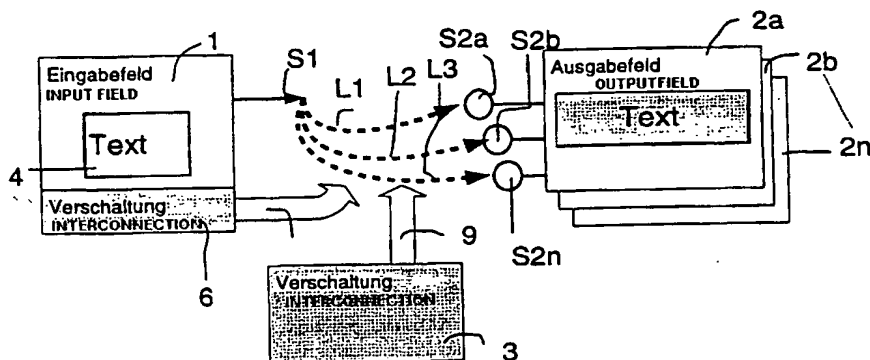 1
Eingabefeld
INPUT FIELD
Text
4
Verschaltung
INTERCONNECTION
6
S1
L1
L2
L3
S2a
S2b
S2n
9
Verschaltung
INTERCONNECTION
3
2a
2b
2n
Ausgabefeld
OUTPUTFIELD
Text